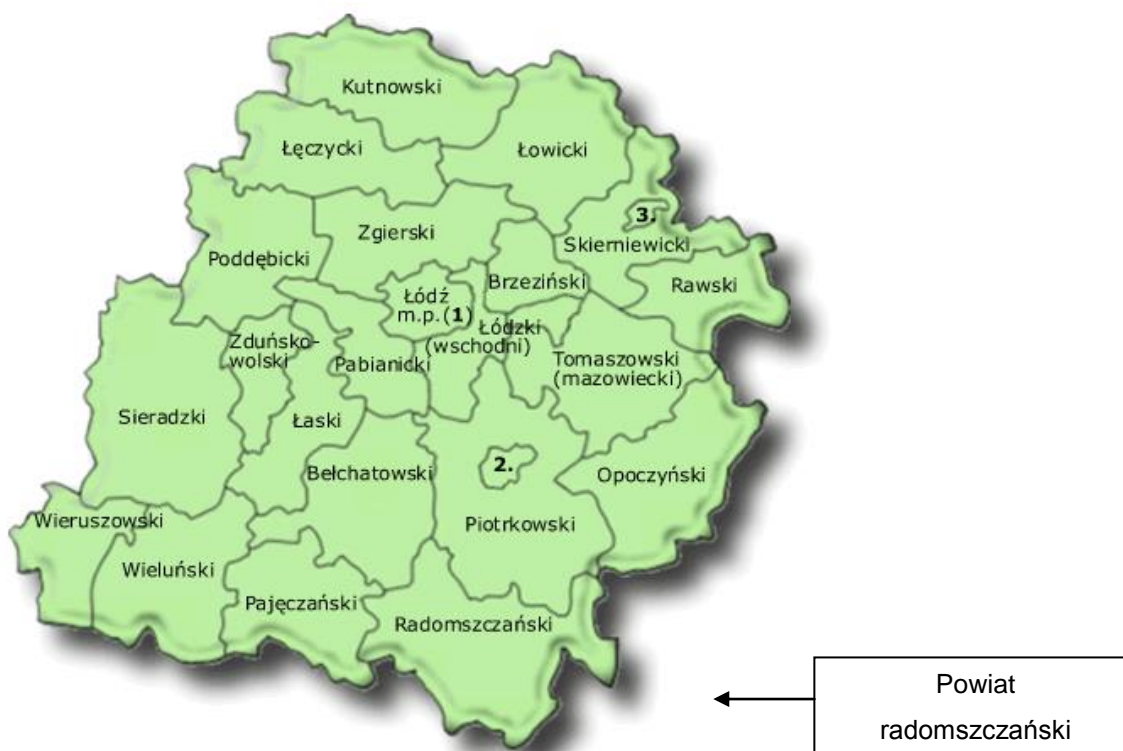 Kutnowski
Łęczycki
Łowicki
3.
Zgierski
Skierniewicki
Poddębicki
Brzeziński
Rawski
Łódź
m.p.(1)
Łódzki
(wschodni)
Zduńsko-
wolski
Pabianicki
Tomaszowski
(mazowiecki)
Sieradzki
Łaski
2.
Bełchatowski
Opoczyński
Wieruszowski
Piotrkowski
Wieluński
Pajęczański
Radomszczański
Powiat
radomszczański